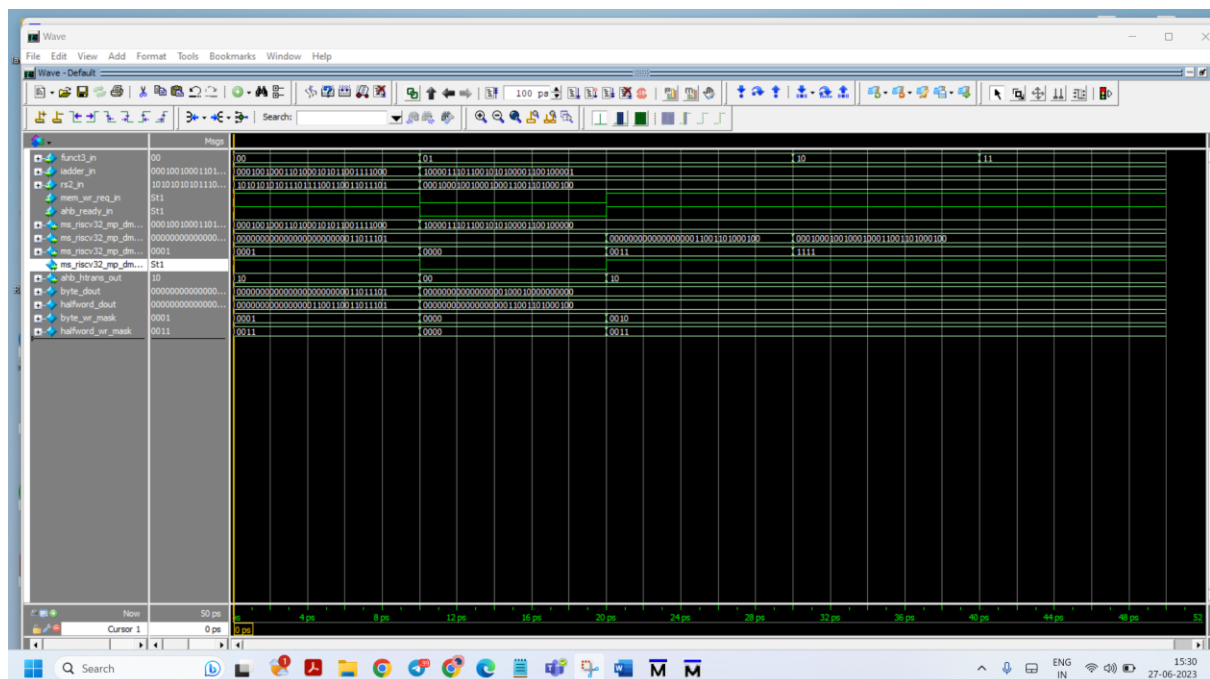 Wave
File Edit View Add Format Tools Bookmarks Window Help
Wave - Default
100 ps
Search:
Msgs
funct3_in 00 00 01 10 11
iadder_in 00010010001101... 00010010001101000101011001111000 10000111011001010100001100100001
rs2_in 10101010101110... 10101010101110111100110011011101 00010001001000100011001101000100
mem_wr_req_in St1
ahb_ready_in St1
ms_riscv32_mp_dm... 00010010001101... 00010010001101000101011001111000 10000111011001010100001100100000
ms_riscv32_mp_dm... 00000000000000... 00000000000000000000000011011101 00000000000000000011001101000100 00010001001000100011001101000100
ms_riscv32_mp_dm... 0001 0001 0000 0011 1111
ms_riscv32_mp_dm... St1
ahb_htrans_out 10 10 00 10
byte_dout 00000000000000... 00000000000000000000000011011101 00000000000000000100010000000000
halfword_dout 00000000000000... 00000000000000001100110011011101 00000000000000000011001101000100
byte_wr_mask 0001 0001 0000 0010
halfword_wr_mask 0011 0011 0000 0011
Now 50 ps 4 ps 8 ps 12 ps 16 ps 20 ps 24 ps 28 ps 32 ps 36 ps 40 ps 44 ps 48 ps 52
Cursor 1 0 ps 0 ps
Search ENG 15:30
IN 27-06-2023